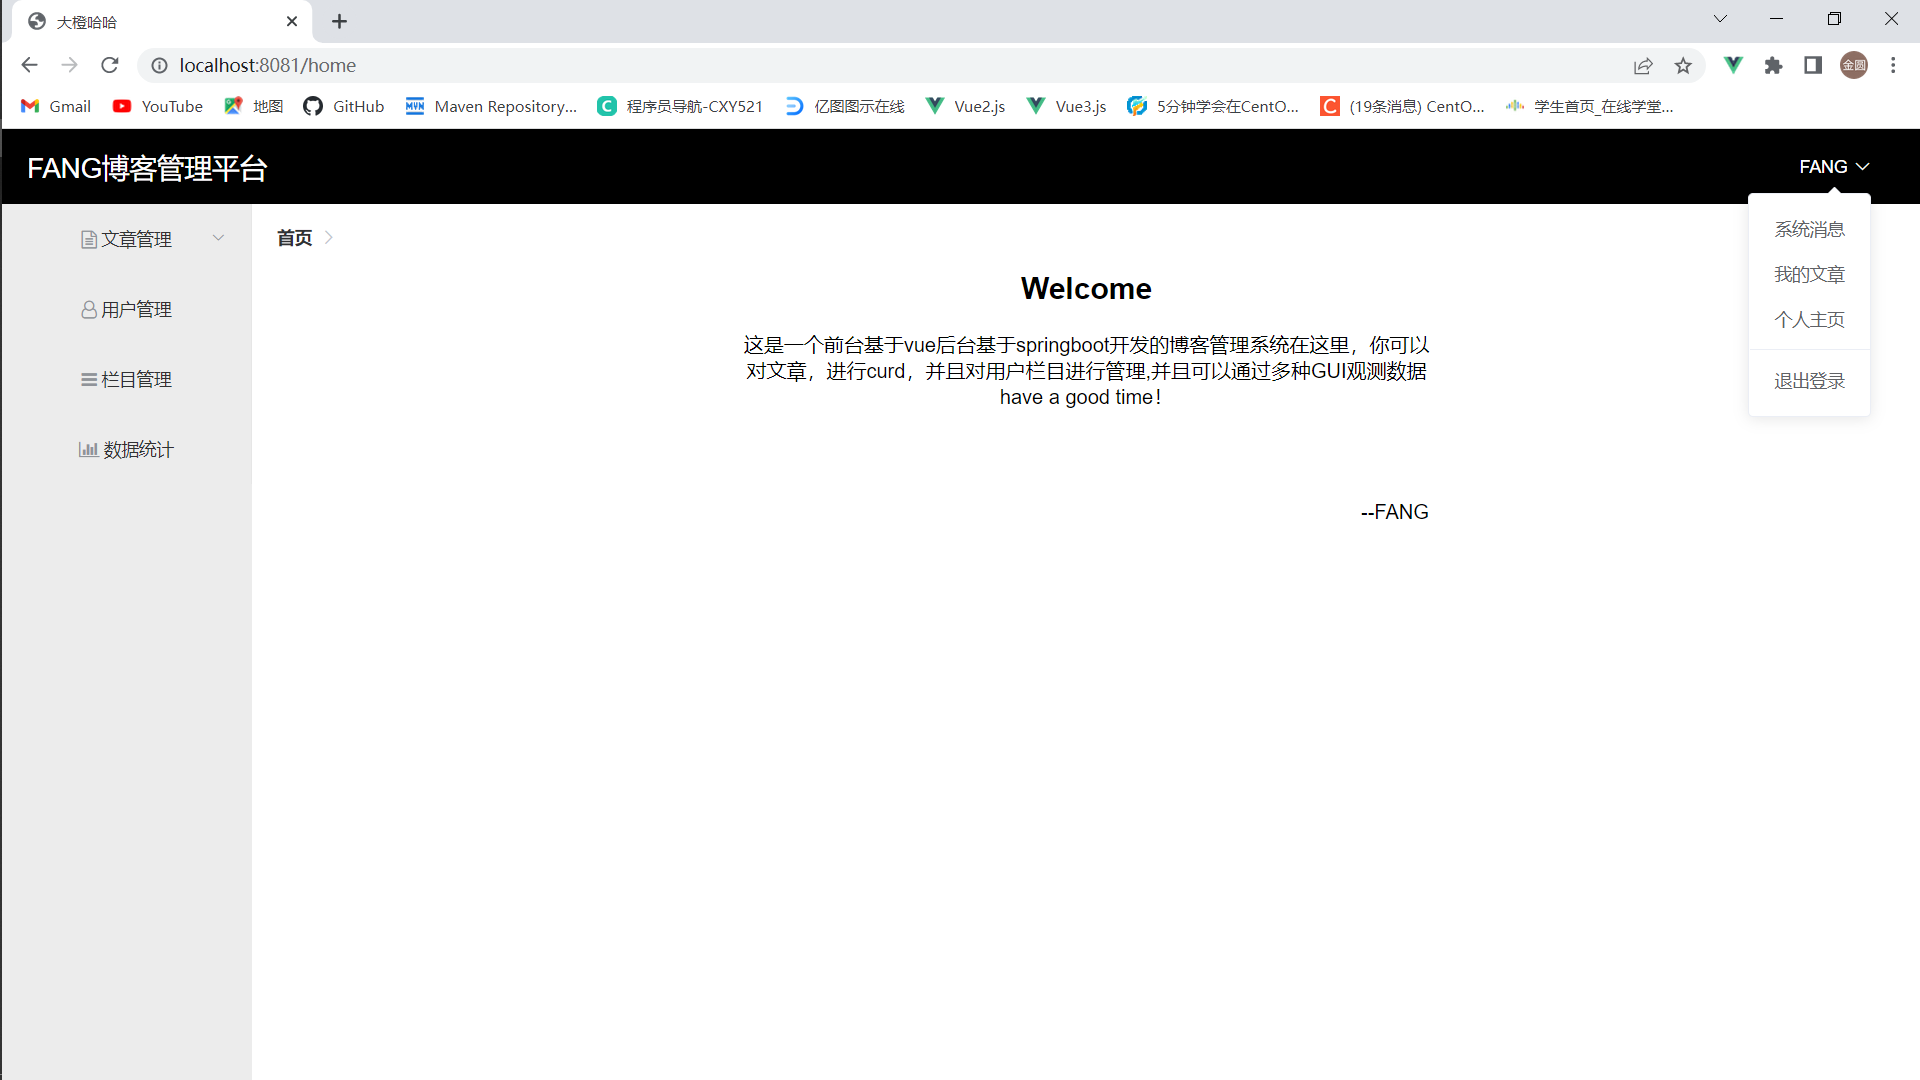 大橙哈哈
localhost:8081/home
金圆
Gmail YouTube 地图 GitHub Maven Repository... 程序员导航-CXY521 亿图图示在线 Vue2.js Vue3.js 5分钟学会在CentO... (19条消息) CentO... 学生首页_在线学堂...
FANG博客管理平台
FANG
系统消息
我的文章
个人主页
退出登录
文章管理
用户管理
栏目管理
数据统计
首页
Welcome
这是一个前台基于vue后台基于springboot开发的博客管理系统在这里，你可以
对文章，进行curd，并且对用户栏目进行管理,并且可以通过多种GUI观测数据
have a good time！
--FANG